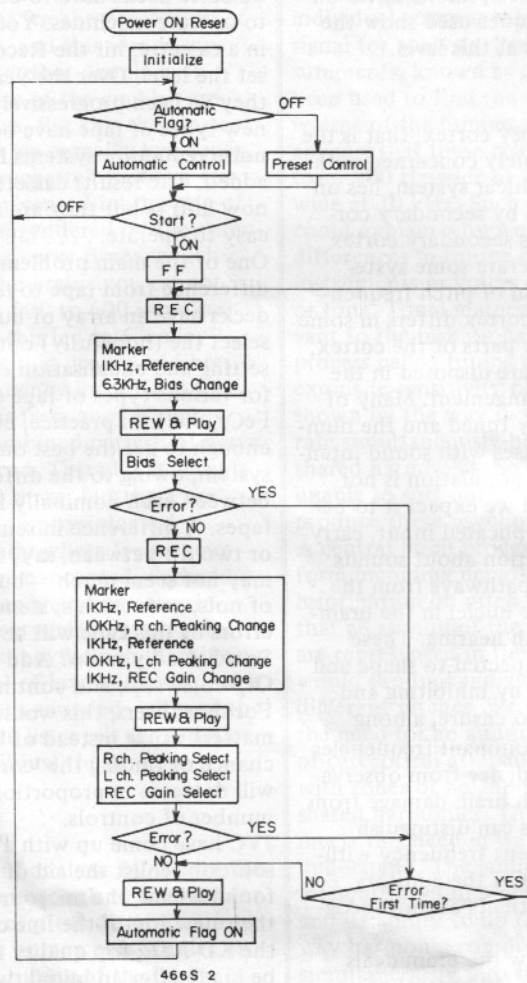 Power ON Reset
Initialize
Automatic
Flag?
OFF
ON
Automatic Control
Preset Control
OFF
Start?
ON
F F
REC
Marker
1KHz, Reference
6.3KHz, Bias Change
REW & Play
Bias Select
YES
Error?
NO
REC
Marker
1KHz, Reference
10KHz, R ch. Peaking Change
1KHz, Reference
10KHz, L ch Peaking Change
1KHz, REC Gain Change
REW & Play
R ch. Peaking Select
L ch. Peaking Select
REC Gain Select
YES
Error?
NO
NO
Error
First Time?
YES
REW & Play
Automatic Flag ON
466S 2